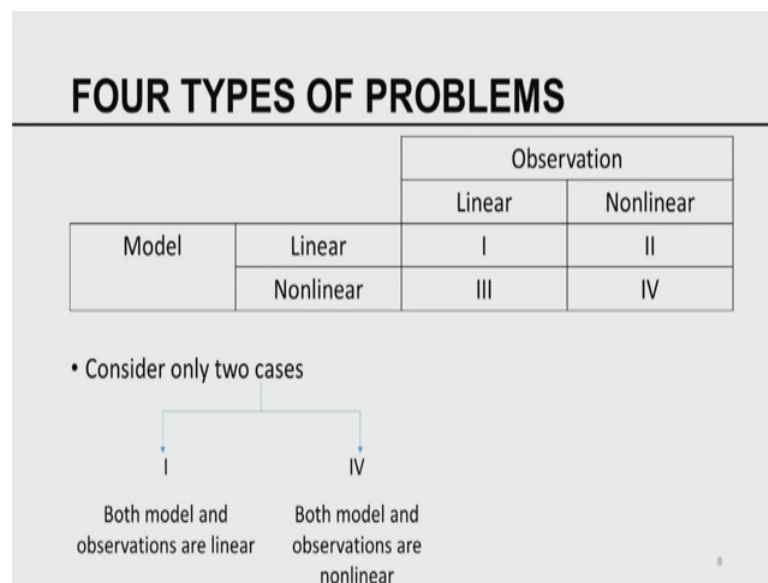 FOUR TYPES OF PROBLEMS
Observation
Linear Nonlinear
Model Linear I II
Nonlinear III IV
• Consider only two cases
I IV
Both model and Both model and
observations are linear observations are
nonlinear
8